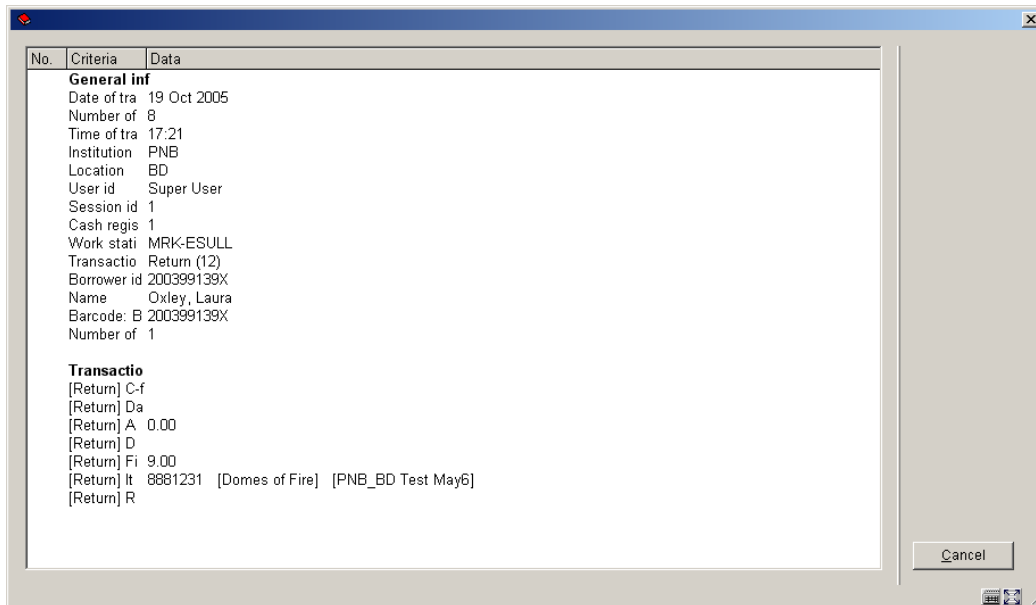 No. Criteria Data
General inf
Date of tra 19 Oct 2005
Number of 8
Time of tra 17:21
Institution PNB
Location BD
User id Super User
Session id 1
Cash regis 1
Work stati MRK-ESULL
Transactio Return (12)
Borrower id 200399139X
Name Oxley, Laura
Barcode: B 200399139X
Number of 1
Transactio
[Return] C-f
[Return] Da
[Return] A 0.00
[Return] D
[Return] Fi 9.00
[Return] It 8881231 [Domes of Fire] [PNB_BD Test May6]
[Return] R
Cancel